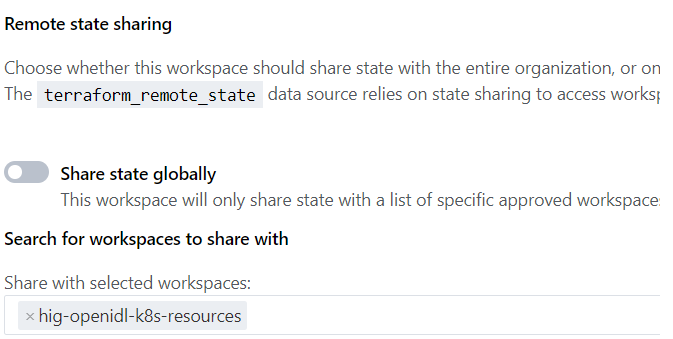 Remote state sharing
Choose whether this workspace should share state with the entire organization, or on
The terraform_remote_state data source relies on state sharing to access worksp
Share state globally
This workspace will only share state with a list of specific approved workspace
Search for workspaces to share with
Share with selected workspaces:
× hig-openidl-k8s-resources